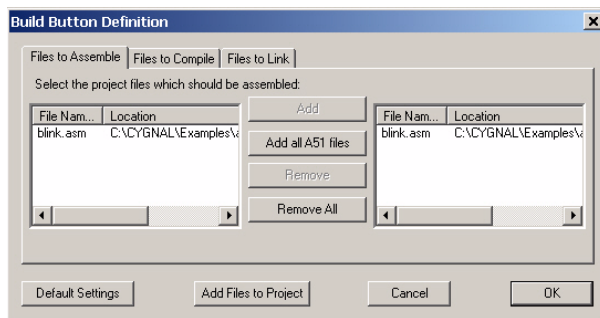 Build Button Definition
Files to Assemble Files to Compile Files to Link
Select the project files which should be assembled:
File Nam... Location
blink.asm C:\CYGNAL\Examples\a
Add
Add all A51 files
Remove
Remove All
File Nam... Location
blink.asm C:\CYGNAL\Examples\a
Default Settings Add Files to Project Cancel OK